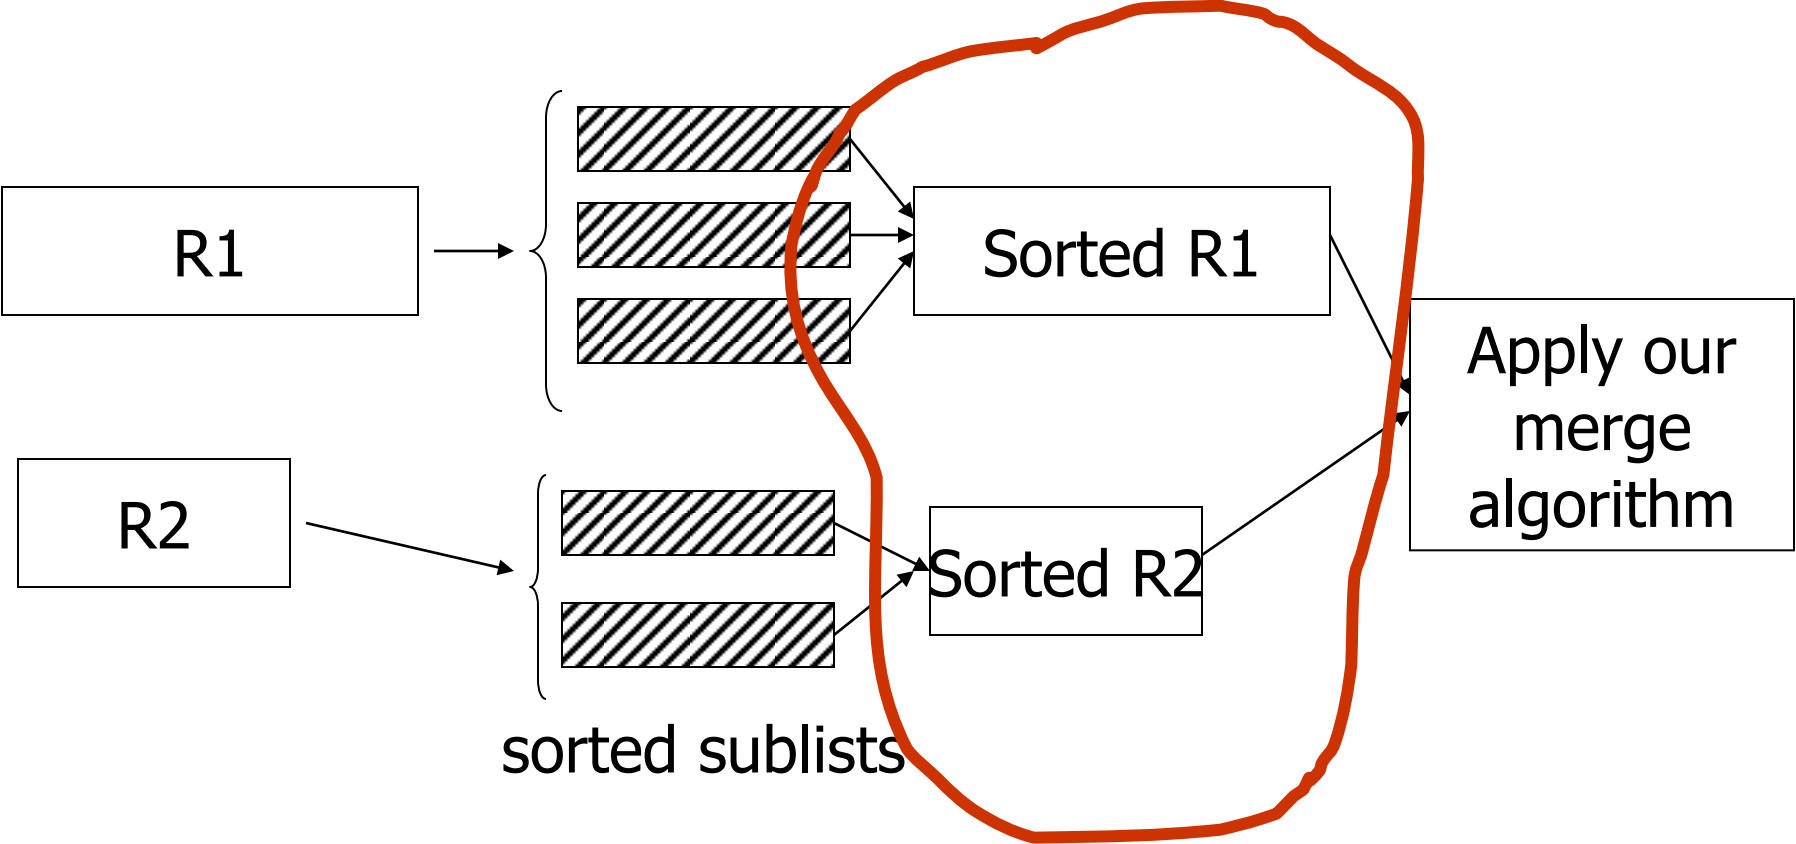 R1
Sorted R1
Apply our
merge
algorithm
R2
Sorted R2
sorted sublists